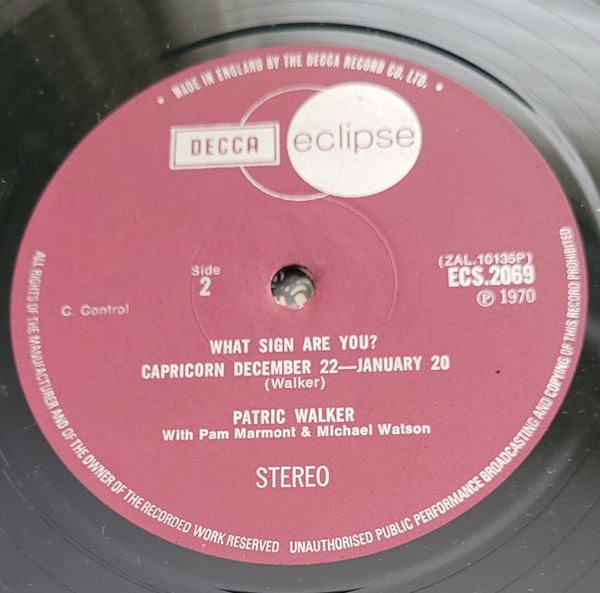 MADE IN ENGLAND BY THE DECCA RECORD CO. LTD.
DECCA
eclipse
Side
2
(ZAL.10135P)
ECS.2069
Ⓟ 1970
C. Control
WHAT SIGN ARE YOU?
CAPRICORN DECEMBER 22—JANUARY 20
(Walker)
PATRIC WALKER
With Pam Marmont & Michael Watson
STEREO
ALL RIGHTS OF THE MANUFACTURER AND OF THE OWNER OF THE RECORDED WORK RESERVED
UNAUTHORISED PUBLIC PERFORMANCE BROADCASTING AND COPYING OF THIS RECORD PROHIBITED